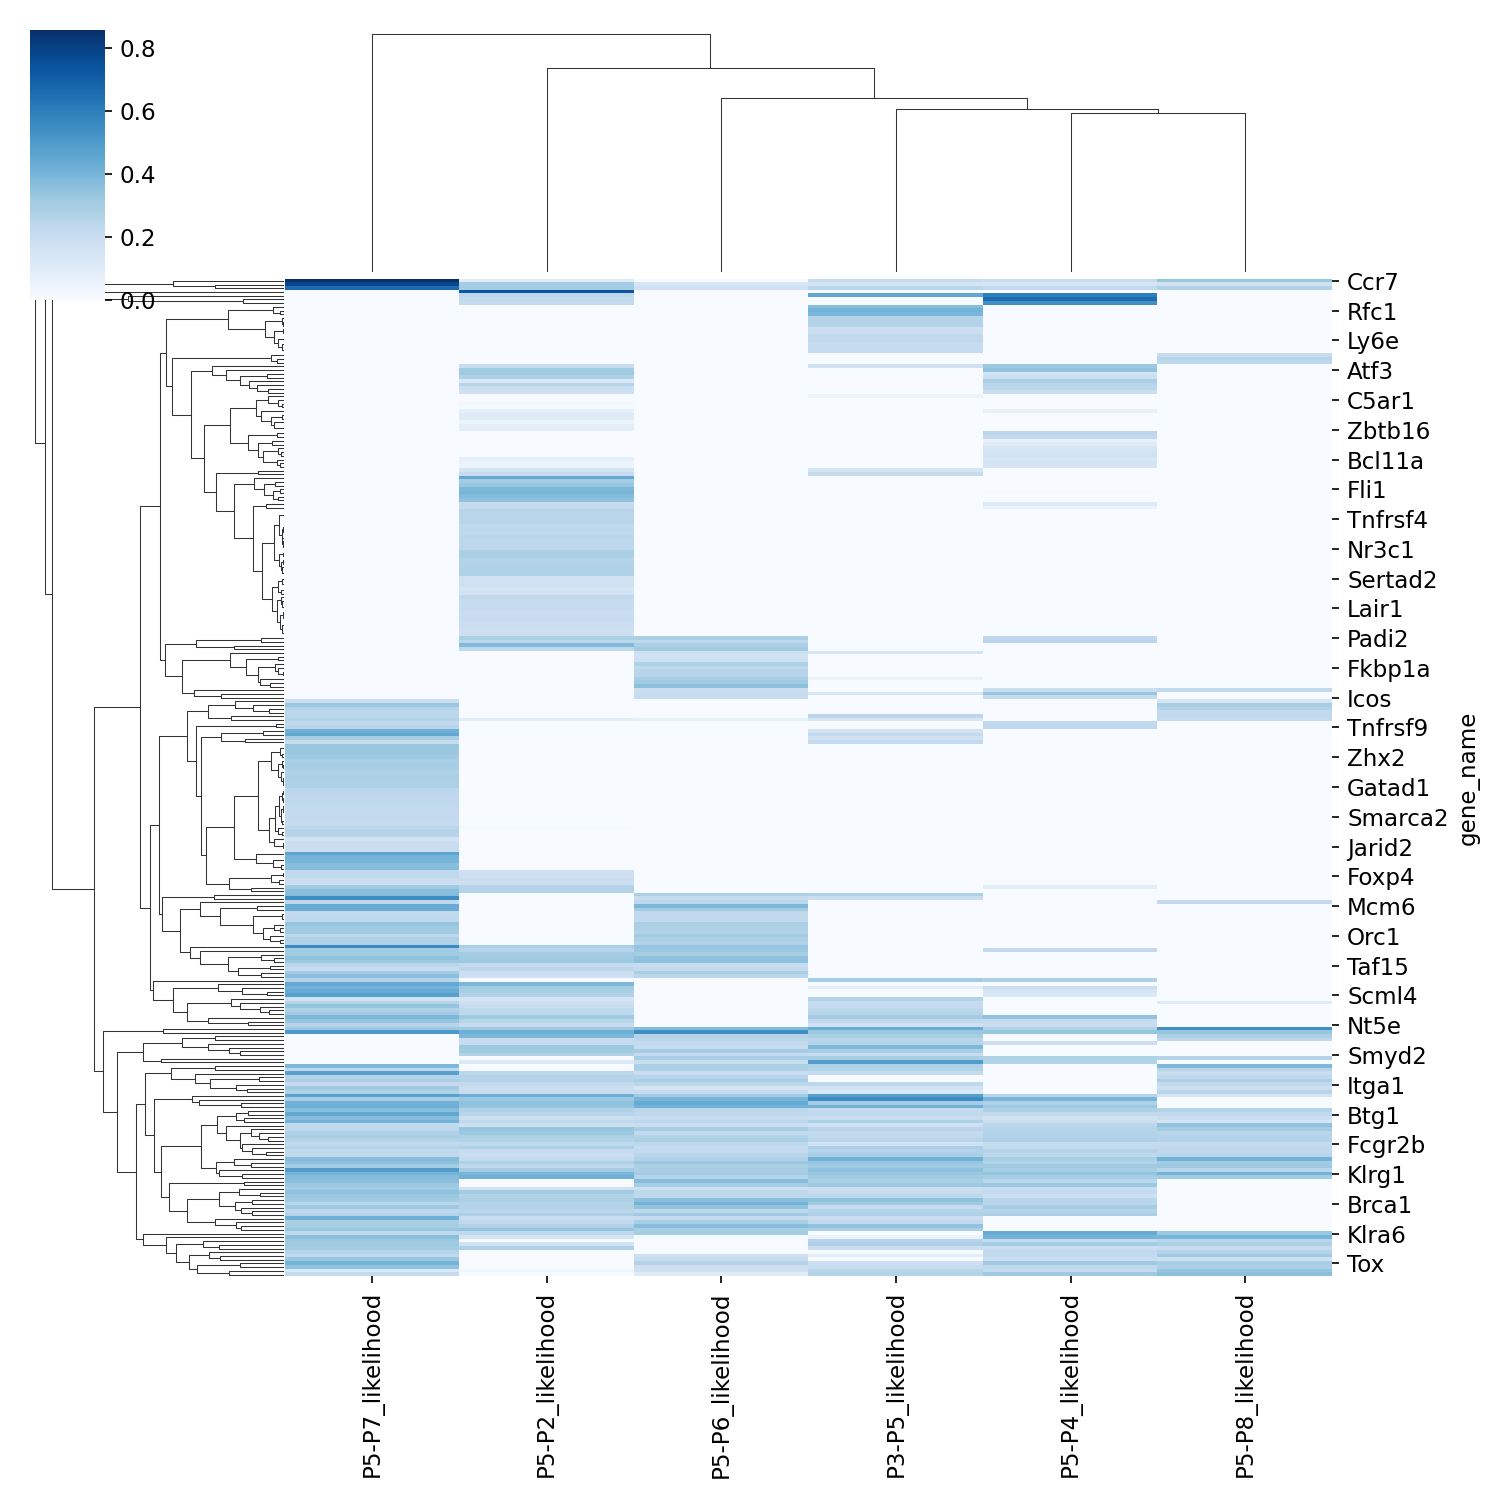 0.8
0.6
0.4
0.2
0.0
Ccr7
Rfc1
Ly6e
Atf3
C5ar1
Zbtb16
Bcl11a
Fli1
Tnfrsf4
Nr3c1
Sertad2
Lair1
Padi2
Fkbp1a
Icos
Tnfrsf9
Zhx2
Gatad1
Smarca2
Jarid2
Foxp4
Mcm6
Orc1
Taf15
Scml4
Nt5e
Smyd2
Itga1
Btg1
Fcgr2b
Klrg1
Brca1
Klra6
Tox
gene_name
P5-P7_likelihood
P5-P2_likelihood
P5-P6_likelihood
P3-P5_likelihood
P5-P4_likelihood
P5-P8_likelihood